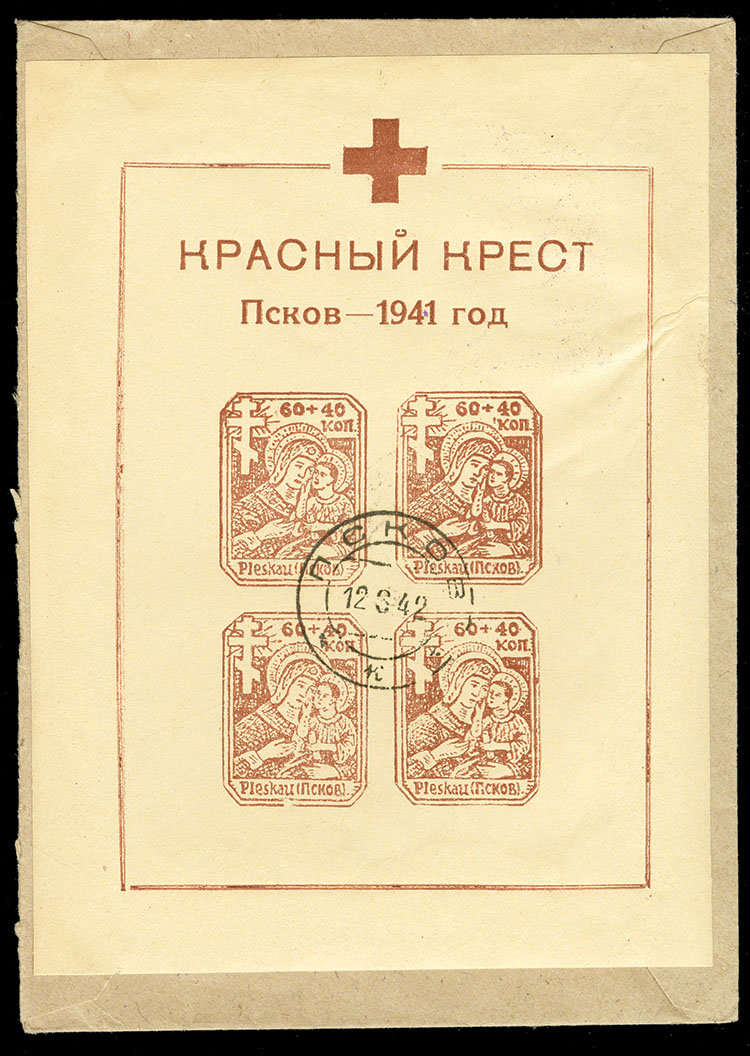 КРАСНЫЙ КРЕСТ
Псков—1941 год
60+40
КОП.
60+40
КОП.
Pleskau (Псков).
Pleskau (Псков).
ПСКОВ
12 8 42
60+40
КОП.
60+40
КОП.
Pleskau (Псков).
Pleskau (Псков).